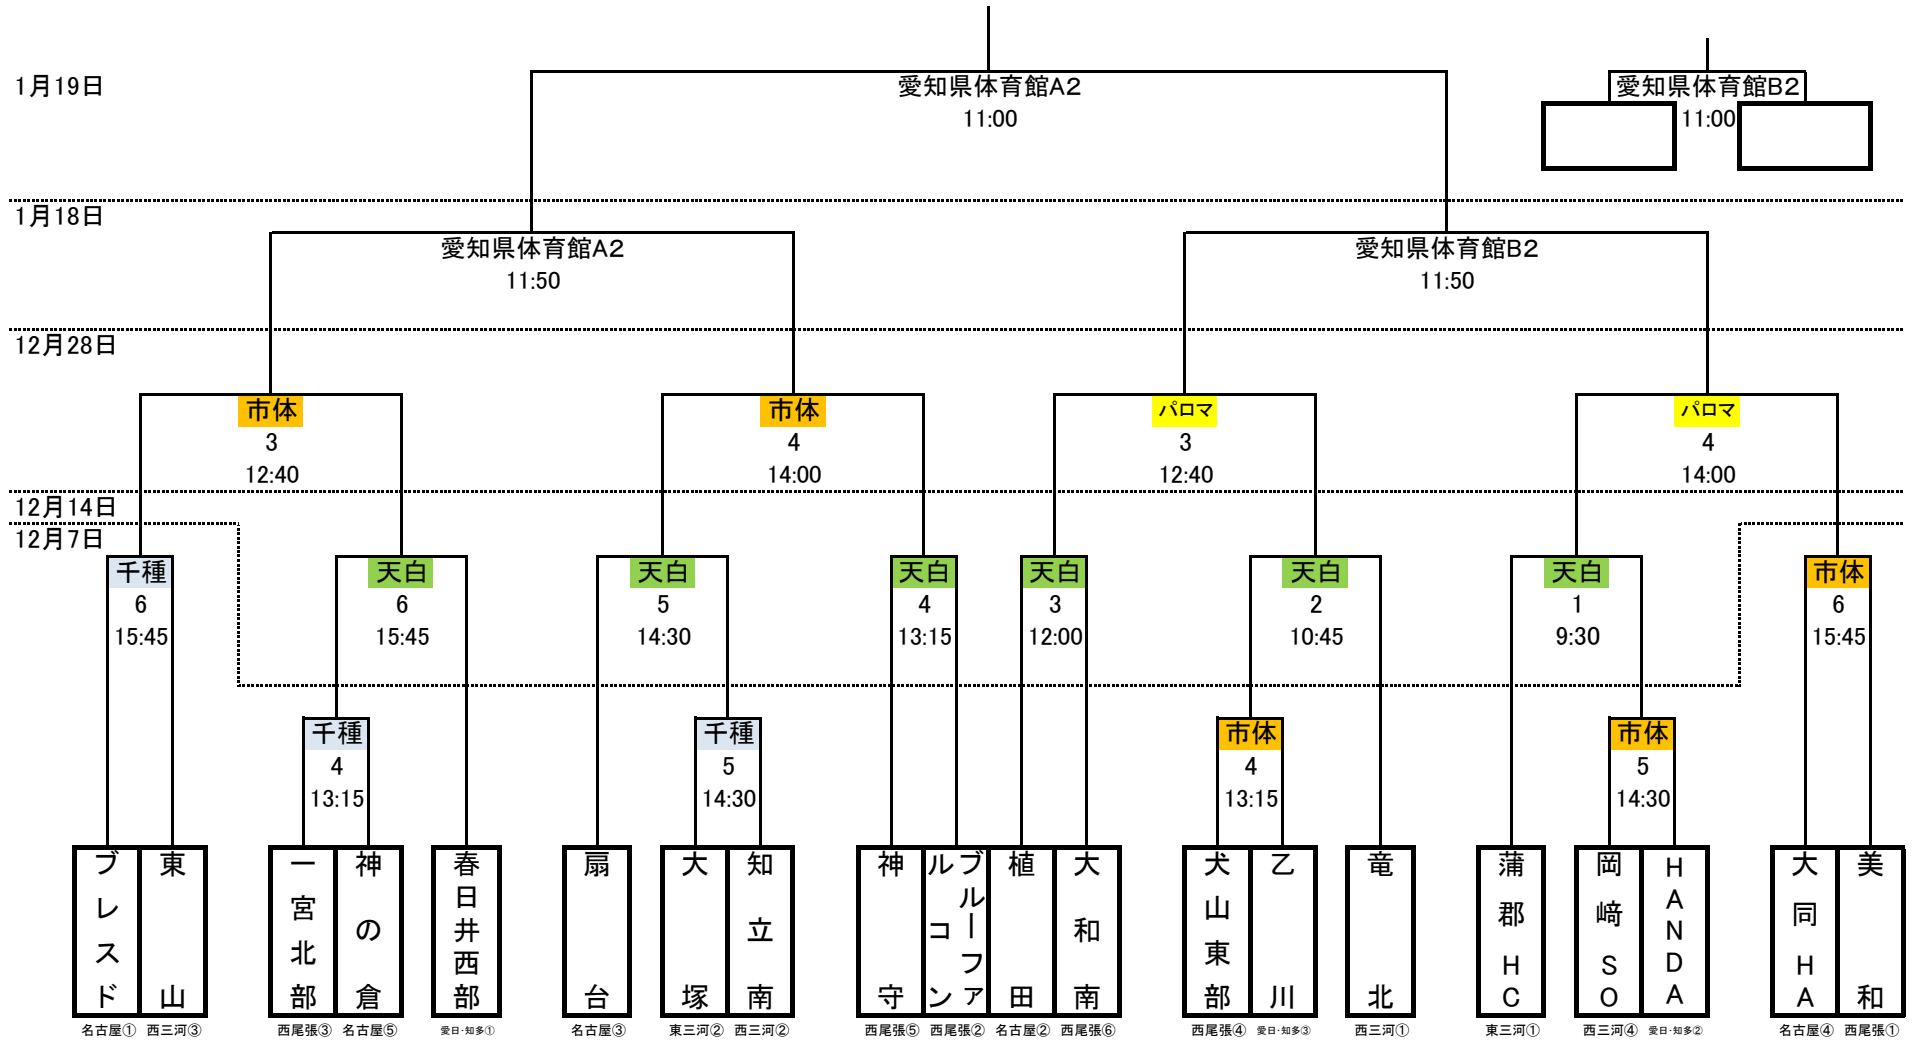 1月19日
愛知県体育館A2
11:00
愛知県体育館B2
11:00
1月18日
愛知県体育館A2
11:50
愛知県体育館B2
11:50
12月28日
市体
3
12:40
市体
4
14:00
パロマ
3
12:40
パロマ
4
14:00
12月14日
12月7日
千種
6
15:45
天白
6
15:45
天白
5
14:30
天白
4
13:15
天白
3
12:00
天白
2
10:45
天白
1
9:30
市体
6
15:45
千種
4
13:15
千種
5
14:30
市体
4
13:15
市体
5
14:30
ブレスド
東山
一宮北部
神の倉
春日井西部
扇台
大塚
知立南
神守
ブルーファルコン
植田
大和南
犬山東部
乙川
竜北
蒲郡HC
岡﨑SO
HANDA
大同HA
美和
名古屋①
西三河③
西尾張③
名古屋⑤
愛日・知多①
名古屋③
東三河②
西三河②
西尾張⑤
西尾張②
名古屋②
西尾張⑥
西尾張④
愛日・知多③
西三河①
東三河①
西三河④
愛日・知多②
名古屋④
西尾張①